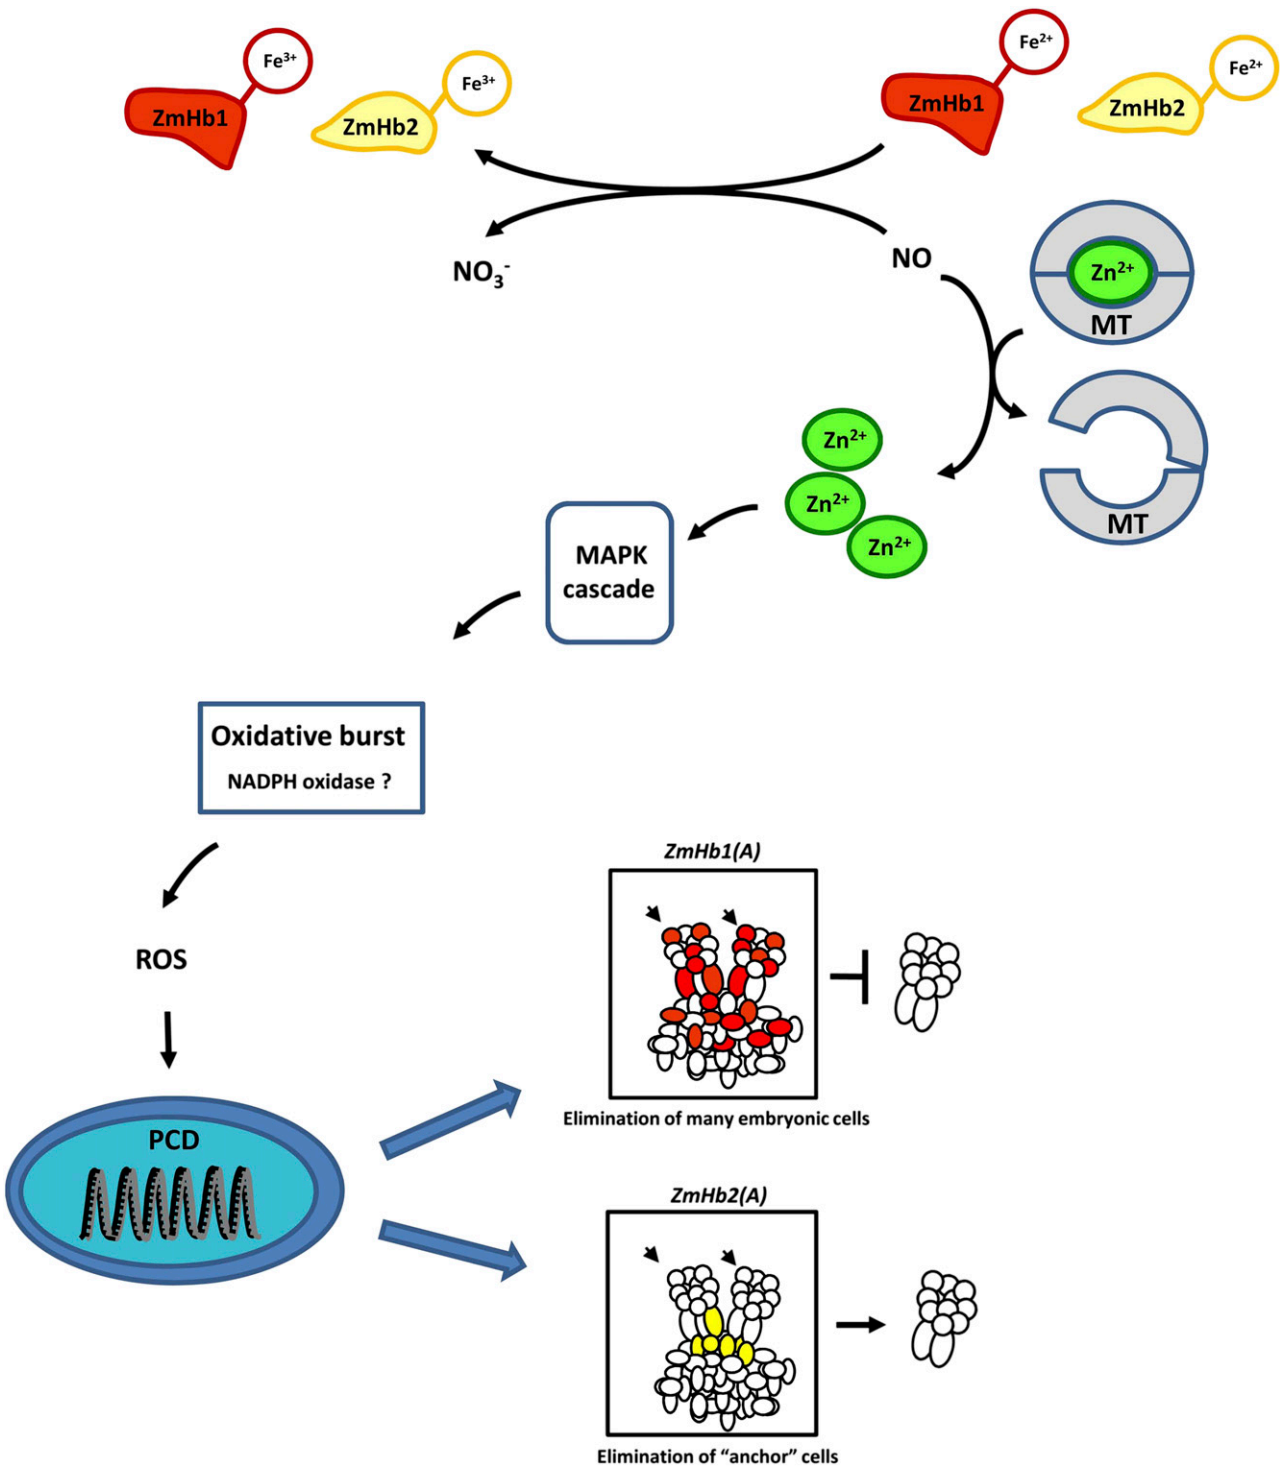 Fe³⁺
ZmHb1
Fe³⁺
ZmHb2
Fe²⁺
ZmHb1
Fe²⁺
ZmHb2
NO₃⁻
NO
Zn²⁺
MT
MT
Zn²⁺
Zn²⁺
Zn²⁺
MAPK
cascade
Oxidative burst
NADPH oxidase ?
ROS
PCD
ZmHb1(A)
Elimination of many embryonic cells
ZmHb2(A)
Elimination of “anchor” cells